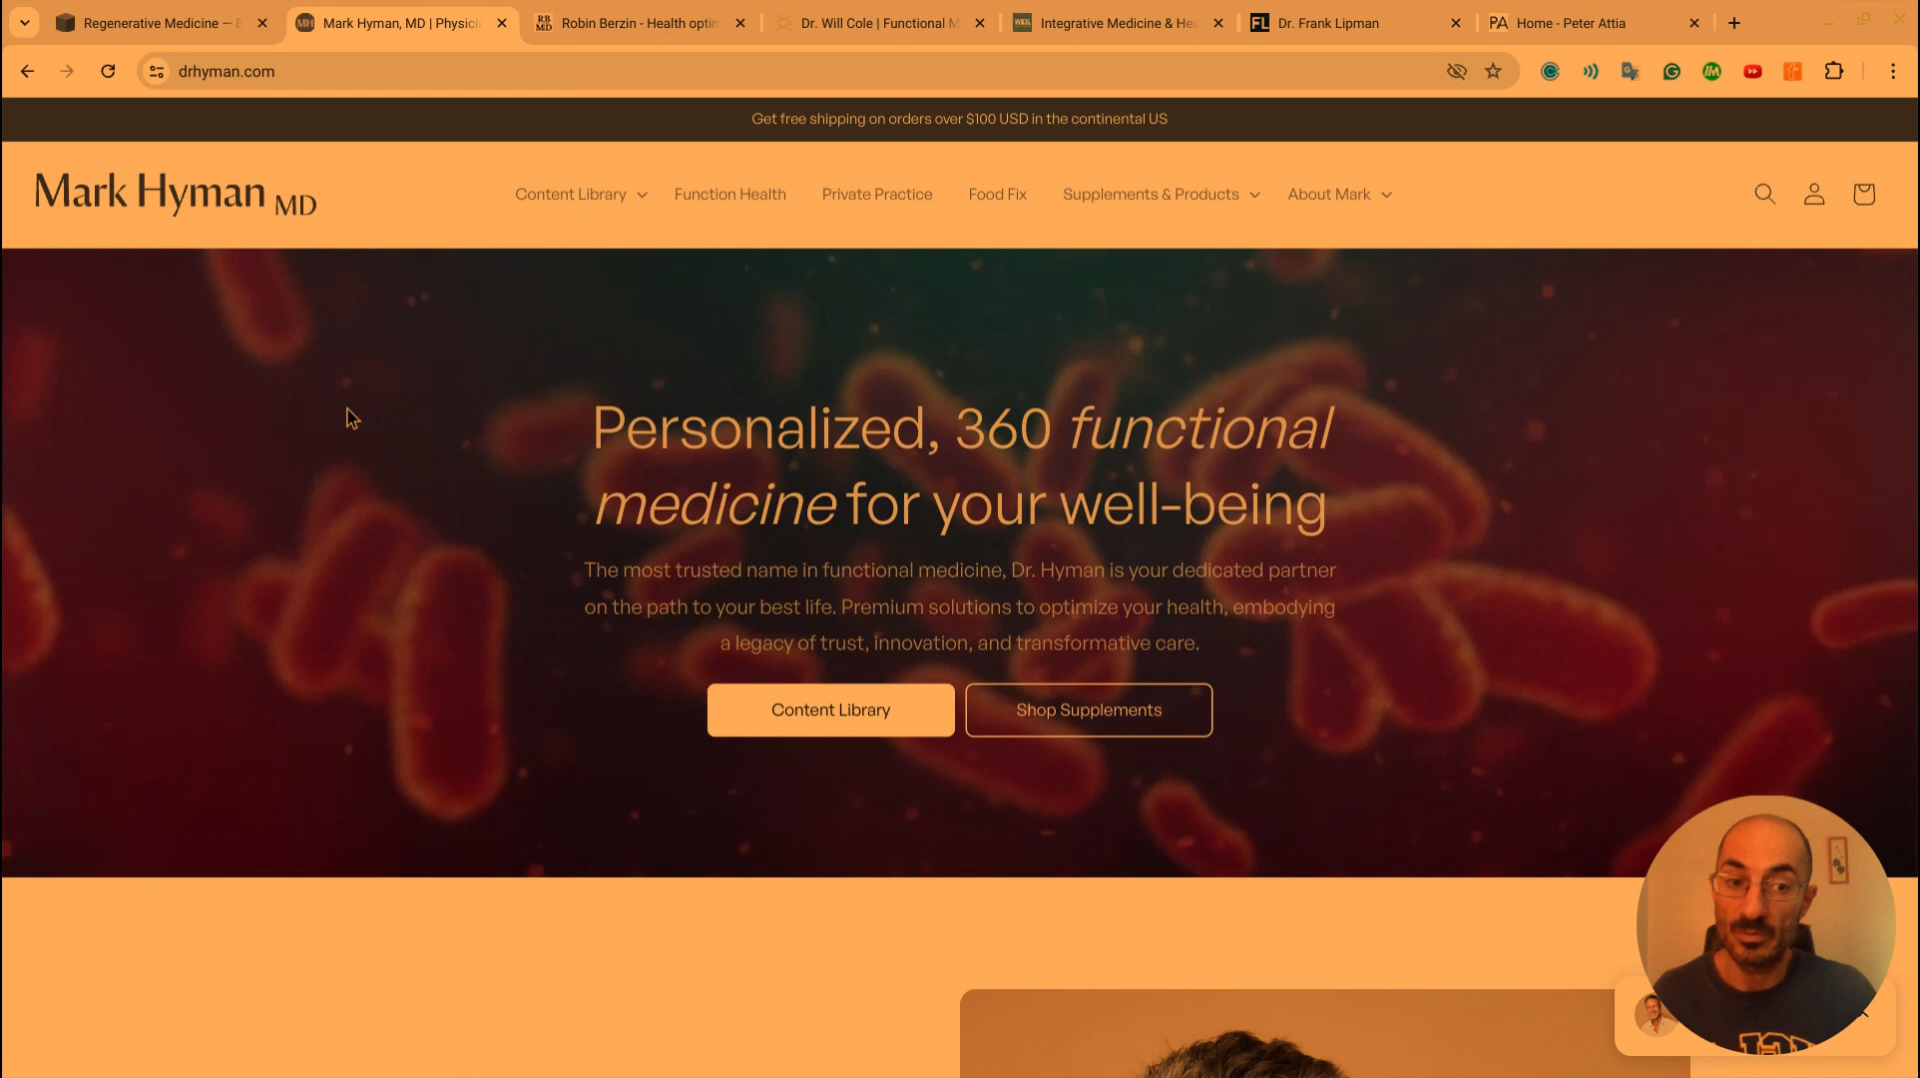 Regenerative Medicine —
Mark Hyman, MD | Physici
Robin Berzin - Health opti
Dr. Will Cole | Functional M
Integrative Medicine & He
Dr. Frank Lipman
PA Home - Peter Attia
drhyman.com
Get free shipping on orders over $100 USD in the continental US
Mark Hyman MD
Content Library
Function Health
Private Practice
Food Fix
Supplements & Products
About Mark
Personalized, 360 functional
medicine for your well-being
The most trusted name in functional medicine, Dr. Hyman is your dedicated partner
on the path to your best life. Premium solutions to optimize your health, embodying
a legacy of trust, innovation, and transformative care.
Content Library
Shop Supplements